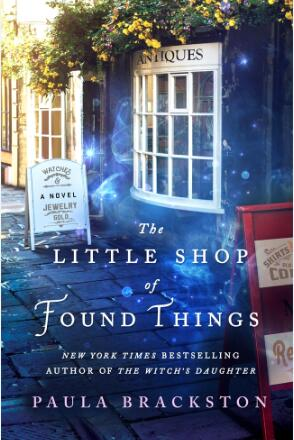 ANTIQUES
WATCHES
&
A NOVEL
JEWELRY
GOLD
SHIRTS
The
LITTLE SHOP
of
FOUND THINGS
NEW YORK TIMES BESTSELLING
AUTHOR OF THE WITCH'S DAUGHTER
PAULA BRACKSTON